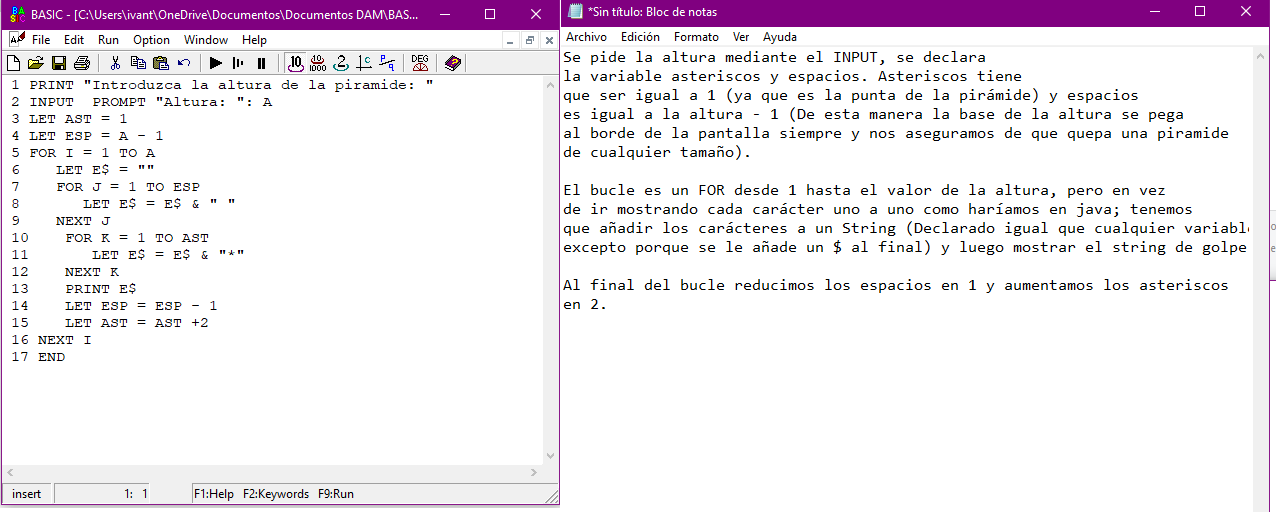 BASIC - [C:\Users\ivant\OneDrive\Documentos\Documentos DAM\BAS...
File Edit Run Option Window Help
1 PRINT "Introduzca la altura de la piramide: "
2 INPUT  PROMPT "Altura: ": A
3 LET AST = 1
4 LET ESP = A - 1
5 FOR I = 1 TO A
6    LET E$ = ""
7    FOR J = 1 TO ESP
8       LET E$ = E$ & " "
9    NEXT J
10    FOR K = 1 TO AST
11       LET E$ = E$ & "*"
12    NEXT K
13    PRINT E$
14    LET ESP = ESP - 1
15    LET AST = AST +2
16 NEXT I
17 END
insert 1: 1 F1:Help F2:Keywords F9:Run
*Sin título: Bloc de notas
Archivo Edición Formato Ver Ayuda
Se pide la altura mediante el INPUT, se declara
la variable asteriscos y espacios. Asteriscos tiene
que ser igual a 1 (ya que es la punta de la pirámide) y espacios
es igual a la altura - 1 (De esta manera la base de la altura se pega
al borde de la pantalla siempre y nos aseguramos de que quepa una piramide
de cualquier tamaño).
El bucle es un FOR desde 1 hasta el valor de la altura, pero en vez
de ir mostrando cada carácter uno a uno como haríamos en java; tenemos
que añadir los carácteres a un String (Declarado igual que cualquier variable
excepto porque se le añade un $ al final) y luego mostrar el string de golpe
Al final del bucle reducimos los espacios en 1 y aumentamos los asteriscos
en 2.